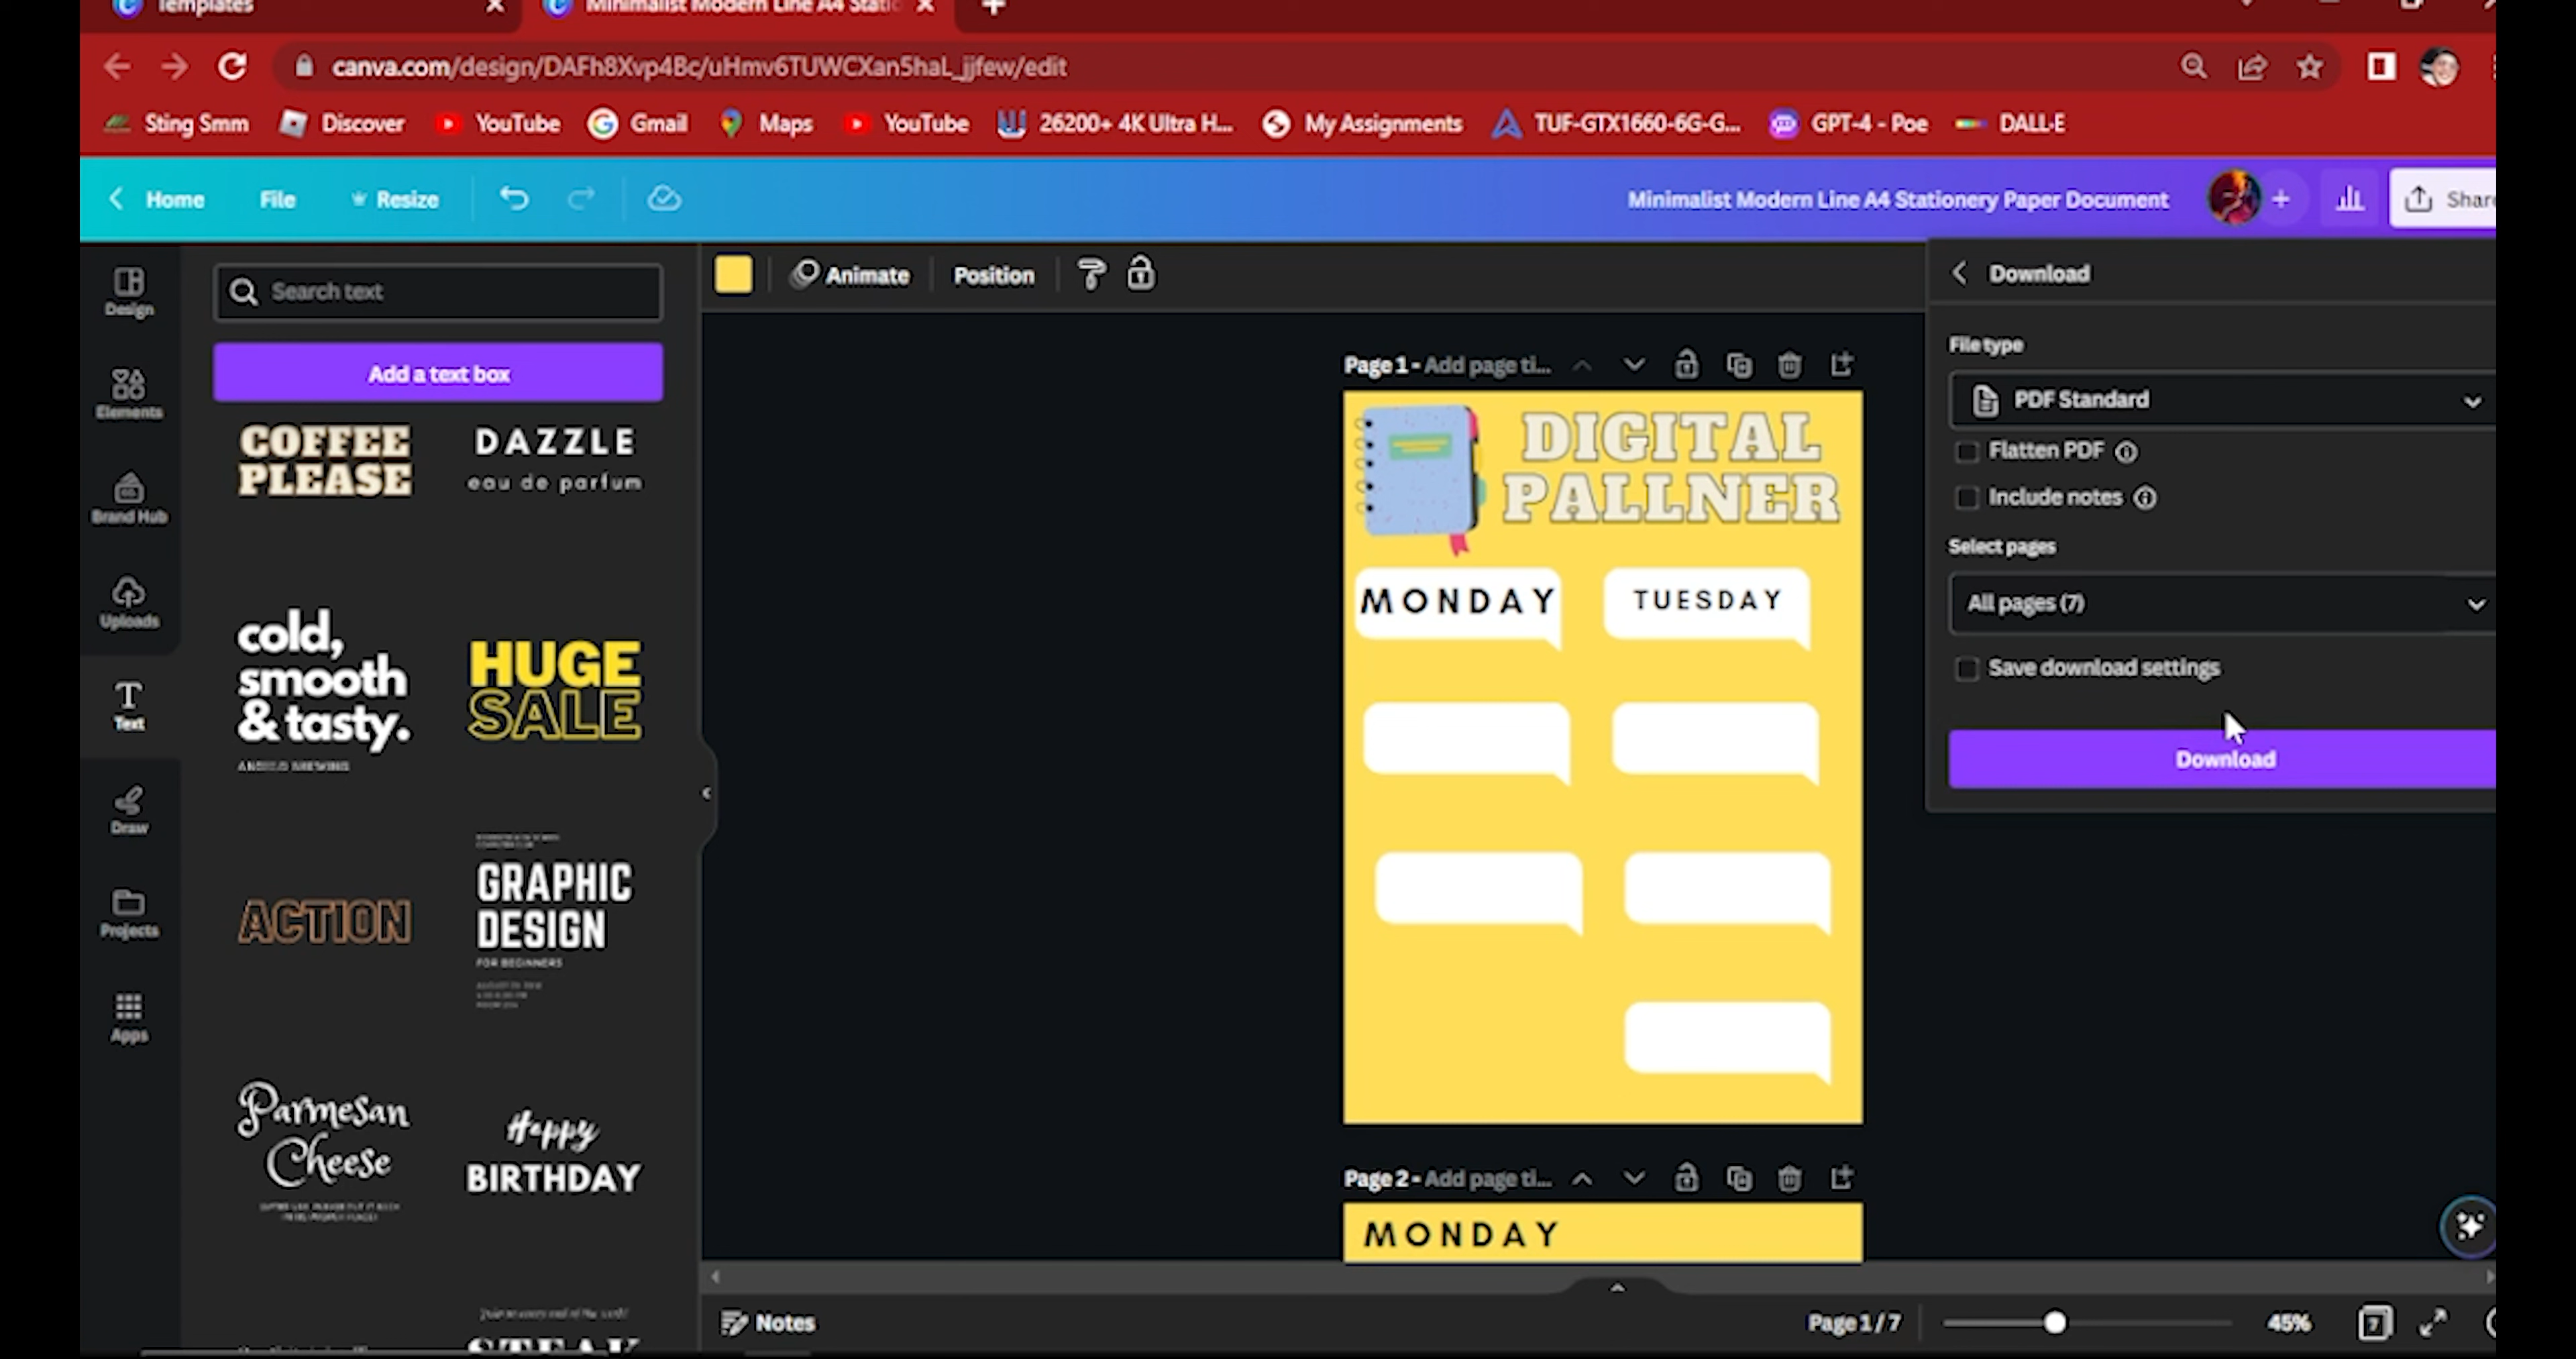 Templates
Minimalist Modern Line A4 Static
canva.com/design/DAFh8Xvp4Bc/uHmv6TUWCXan5haL_jjfew/edit
Sting Smm Discover YouTube Gmail Maps YouTube 26200+ 4K Ultra H... My Assignments TUF-GTX1660-6G-G... GPT-4 - Poe DALL·E
Home File Resize Minimalist Modern Line A4 Stationery Paper Document Share
Design
Elements
Brand Hub
Uploads
Text
Draw
Projects
Apps
Search text
Add a text box
COFFEE
PLEASE
DAZZLE
eau de parfum
cold,
smooth
& tasty.
HUGE
SALE
ACTION
GRAPHIC
DESIGN
FOR BEGINNERS
Parmesan
Cheese
Happy
BIRTHDAY
STEAK
Animate Position
Page 1 - Add page ti...
DIGITAL
PALLNER
MONDAY TUESDAY
Page 2 - Add page ti...
MONDAY
Download
File type
PDF Standard
Flatten PDF
Include notes
Select pages
All pages (7)
Save download settings
Download
Notes Page 1 / 7 45% 7